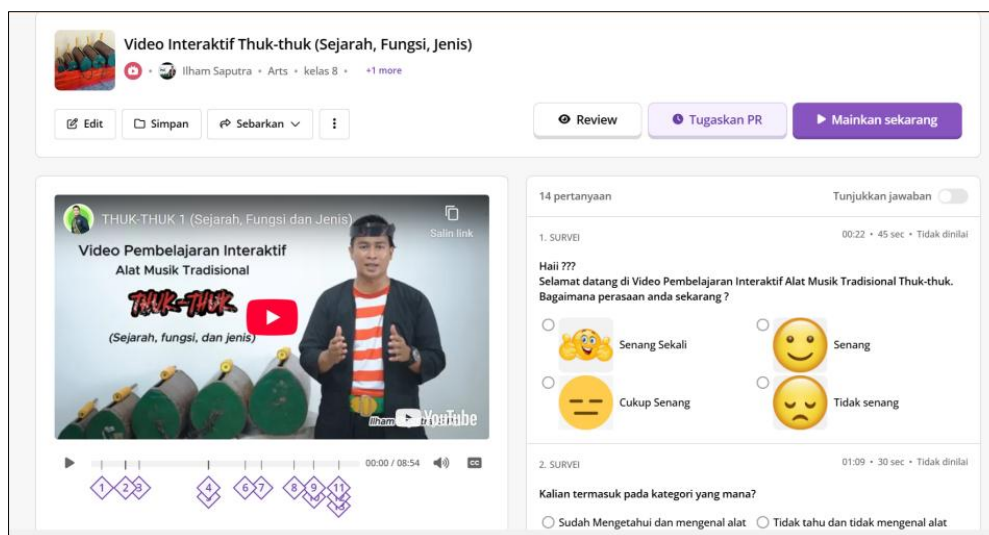 Video Interaktif Thuk-thuk (Sejarah, Fungsi, Jenis)
Ilham Saputra • Arts • kelas 8 • +1 more
Edit
Simpan
Sebarkan
Review
Tugaskan PR
Mainkan sekarang
THUK-THUK 1 (Sejarah, Fungsi dan Jenis)
Salin link
Video Pembelajaran Interaktif
Alat Musik Tradisional
THUK-THUK
(Sejarah, fungsi, dan jenis)
YouTube
00:00 / 08:54
CC
1
2
3
4
6
7
8
9
11
14 pertanyaan
Tunjukkan jawaban
1. SURVEI
00:22 • 45 sec • Tidak dinilai
Haii ???
Selamat datang di Video Pembelajaran Interaktif Alat Musik Tradisional Thuk-thuk.
Bagaimana perasaan anda sekarang ?
Senang Sekali
Senang
Cukup Senang
Tidak senang
2. SURVEI
01:09 • 30 sec • Tidak dinilai
Kalian termasuk pada kategori yang mana?
Sudah Mengetahui dan mengenal alat
Tidak tahu dan tidak mengenal alat